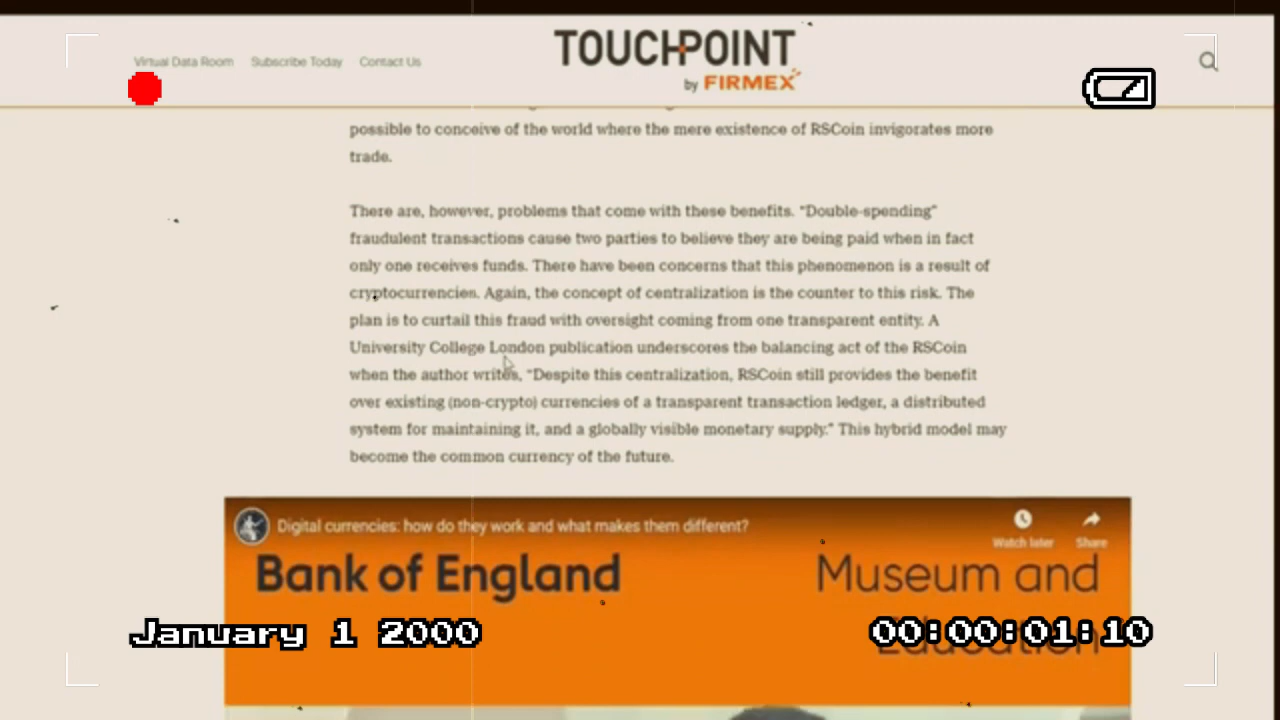 TOUCHPOINT
by FIRMEX
Virtual Data Room Subscribe Today Contact Us
possible to conceive of the world where the mere existence of RSCoin invigorates more
trade.
There are, however, problems that come with these benefits. “Double-spending”
fraudulent transactions cause two parties to believe they are being paid when in fact
only one receives funds. There have been concerns that this phenomenon is a result of
cryptocurrencies. Again, the concept of centralization is the counter to this risk. The
plan is to curtail this fraud with oversight coming from one transparent entity. A
University College London publication underscores the balancing act of the RSCoin
when the author writes, “Despite this centralization, RSCoin still provides the benefit
over existing (non-crypto) currencies of a transparent transaction ledger, a distributed
system for maintaining it, and a globally visible monetary supply.” This hybrid model may
become the common currency of the future.
Digital currencies: how do they work and what makes them different?
Watch later Share
Bank of England
Museum and
Education
January 1 2000
00:00:01:10